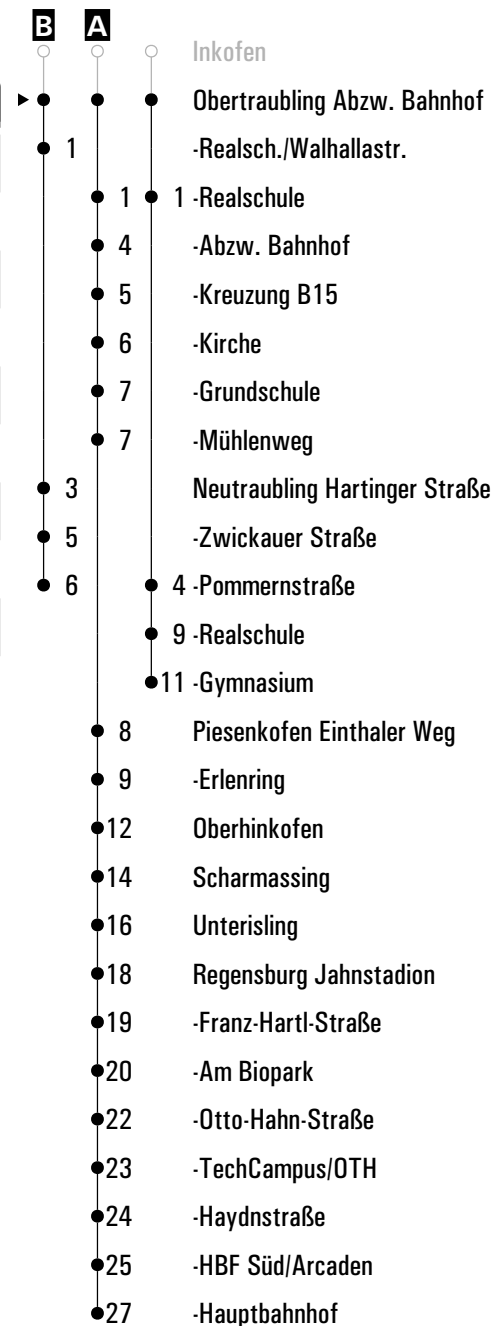 B A
Inkofen
Obertraubling Abzw. Bahnhof
1 -Realsch./Walhallastr.
1 1 -Realschule
4 -Abzw. Bahnhof
5 -Kreuzung B15
6 -Kirche
7 -Grundschule
7 -Mühlenweg
3 Neutraubling Hartinger Straße
5 -Zwickauer Straße
6 4 -Pommernstraße
9 -Realschule
11 -Gymnasium
8 Piesenkofen Einthaler Weg
9 -Erlenring
12 Oberhinkofen
14 Scharmassing
16 Unterisling
18 Regensburg Jahnstadion
19 -Franz-Hartl-Straße
20 -Am Biopark
22 -Otto-Hahn-Straße
23 -TechCampus/OTH
24 -Haydnstraße
25 -HBF Süd/Arcaden
27 -Hauptbahnhof